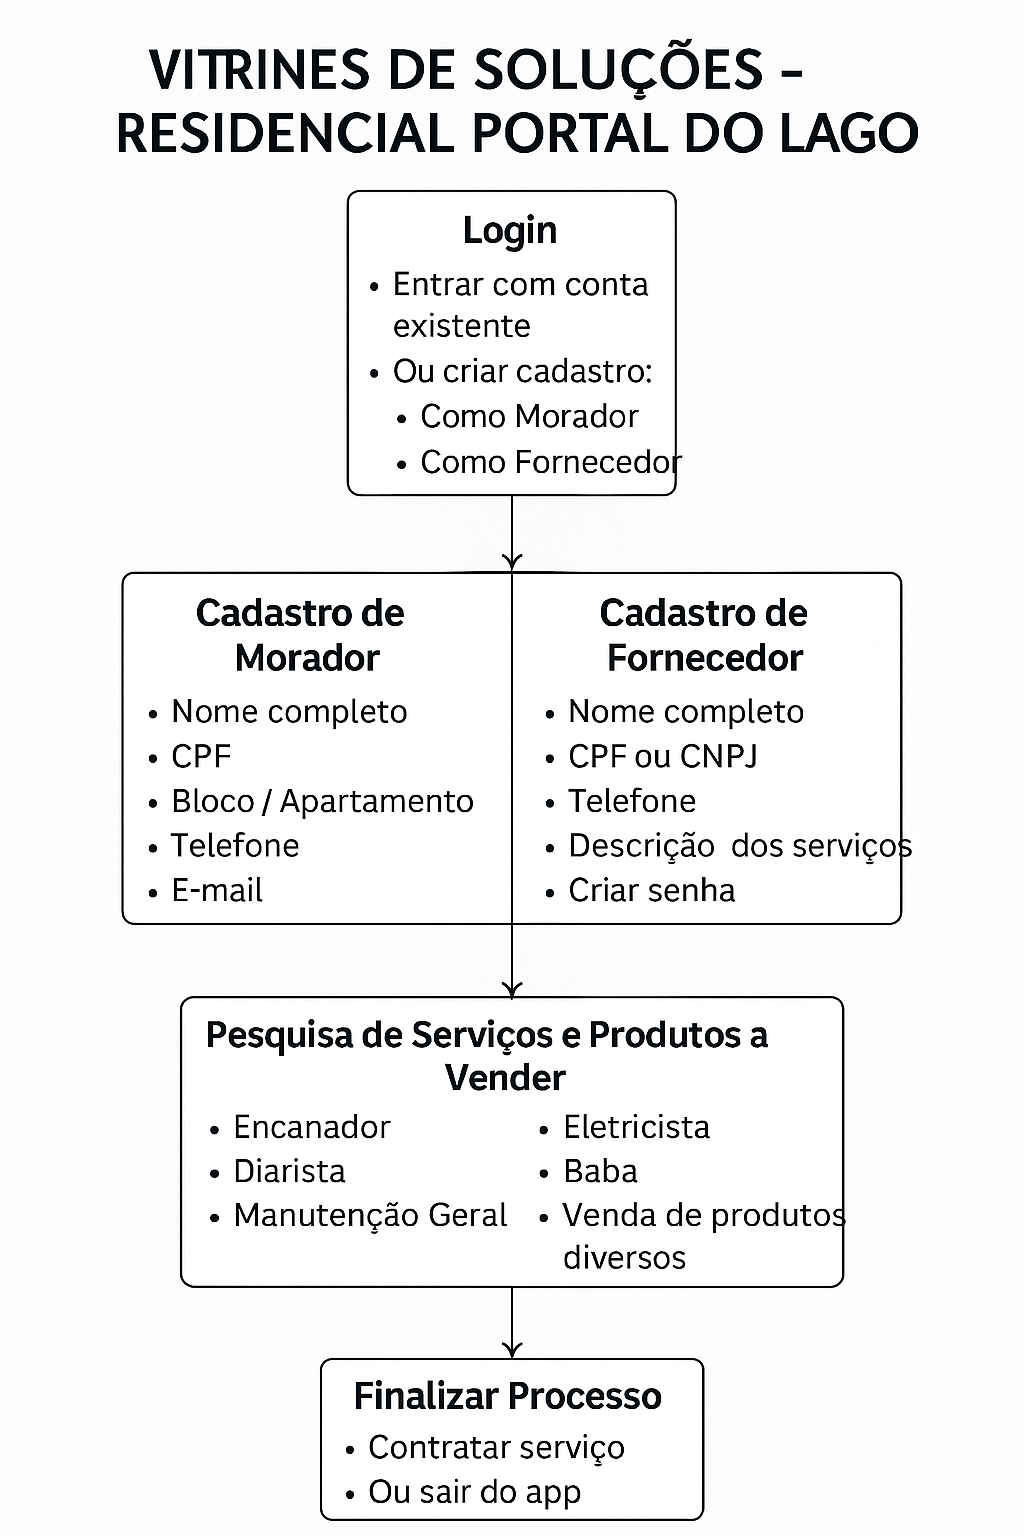 VITRINES DE SOLUÇÕES –
RESIDENCIAL PORTAL DO LAGO
Login
• Entrar com conta
existente
• Ou criar cadastro:
• Como Morador
• Como Fornecedor
Cadastro de
Morador
• Nome completo
• CPF
• Bloco / Apartamento
• Telefone
• E-mail
Cadastro de
Fornecedor
• Nome completo
• CPF ou CNPJ
• Telefone
• Descrição dos serviços
• Criar senha
Pesquisa de Serviços e Produtos a
Vender
• Encanador
• Diarista
• Manutenção Geral
• Eletricista
• Baba
• Venda de produtos
diversos
Finalizar Processo
• Contratar serviço
• Ou sair do app